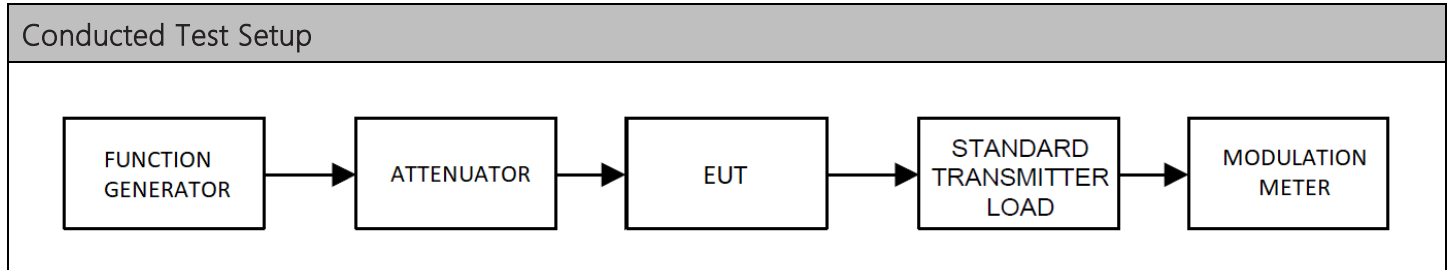 Conducted Test Setup
FUNCTION
GENERATOR
ATTENUATOR
EUT
STANDARD
TRANSMITTER
LOAD
MODULATION
METER